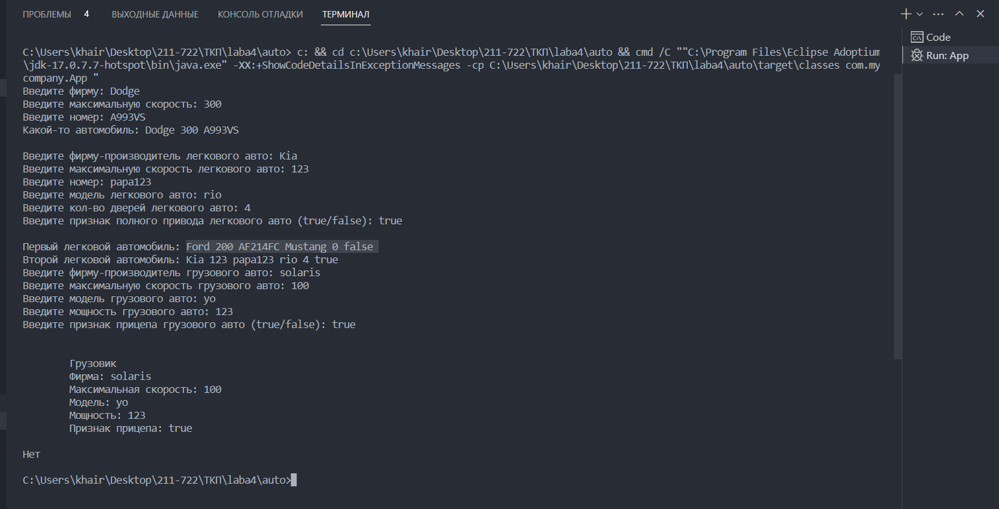 ПРОБЛЕМЫ 4 ВЫХОДНЫЕ ДАННЫЕ КОНСОЛЬ ОТЛАДКИ ТЕРМИНАЛ
Code
Run: App
C:\Users\khair\Desktop\211-722\ТКП\laba4\auto> c: && cd c:\Users\khair\Desktop\211-722\ТКП\laba4\auto && cmd /C ""C:\Program Files\Eclipse Adoptium
\jdk-17.0.7.7-hotspot\bin\java.exe" -XX:+ShowCodeDetailsInExceptionMessages -cp C:\Users\khair\Desktop\211-722\ТКП\laba4\auto\target\classes com.my
company.App "
Введите фирму: Dodge
Введите максимальную скорость: 300
Введите номер: A993VS
Какой-то автомобиль: Dodge 300 A993VS
Введите фирму-производитель легкового авто: Kia
Введите максимальную скорость легкового авто: 123
Введите номер: papa123
Введите модель легкового авто: rio
Введите кол-во дверей легкового авто: 4
Введите признак полного привода легкового авто (true/false): true
Первый легковой автомобиль: Ford 200 AF214FC Mustang 0 false
Второй легковой автомобиль: Kia 123 papa123 rio 4 true
Введите фирму-производитель грузового авто: solaris
Введите максимальную скорость грузового авто: 100
Введите модель грузового авто: yo
Введите мощность грузового авто: 123
Введите признак прицепа грузового авто (true/false): true
Грузовик
Фирма: solaris
Максимальная скорость: 100
Модель: yo
Мощность: 123
Признак прицепа: true
Нет
C:\Users\khair\Desktop\211-722\ТКП\laba4\auto>